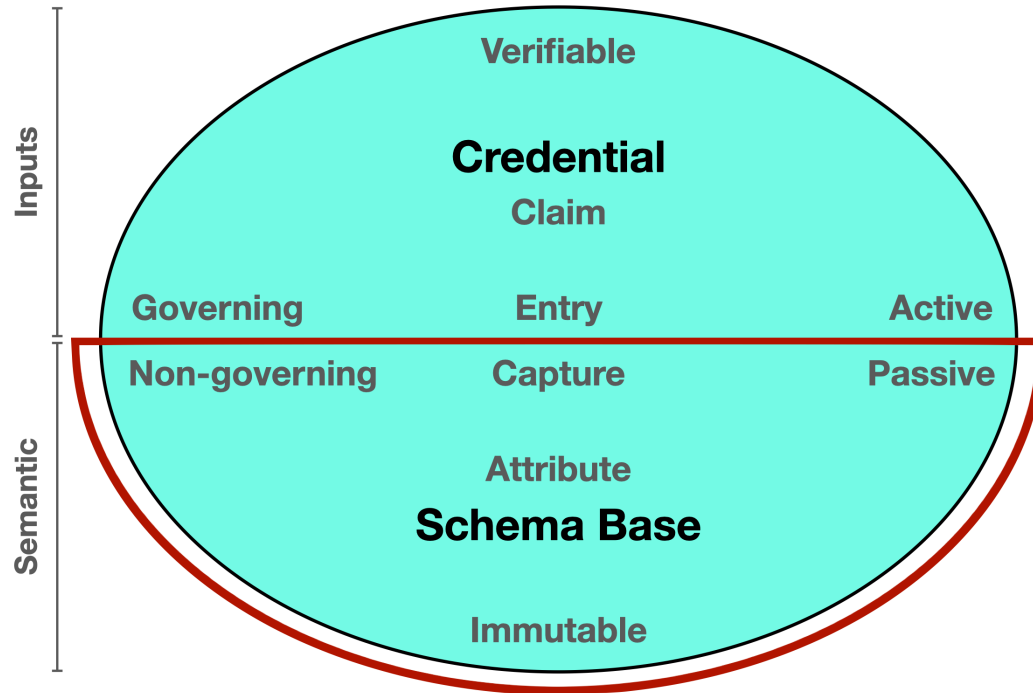 Verifiable
Credential
Claim
Inputs
Governing Entry Active
Non-governing Capture Passive
Attribute
Semantic
Schema Base
Immutable